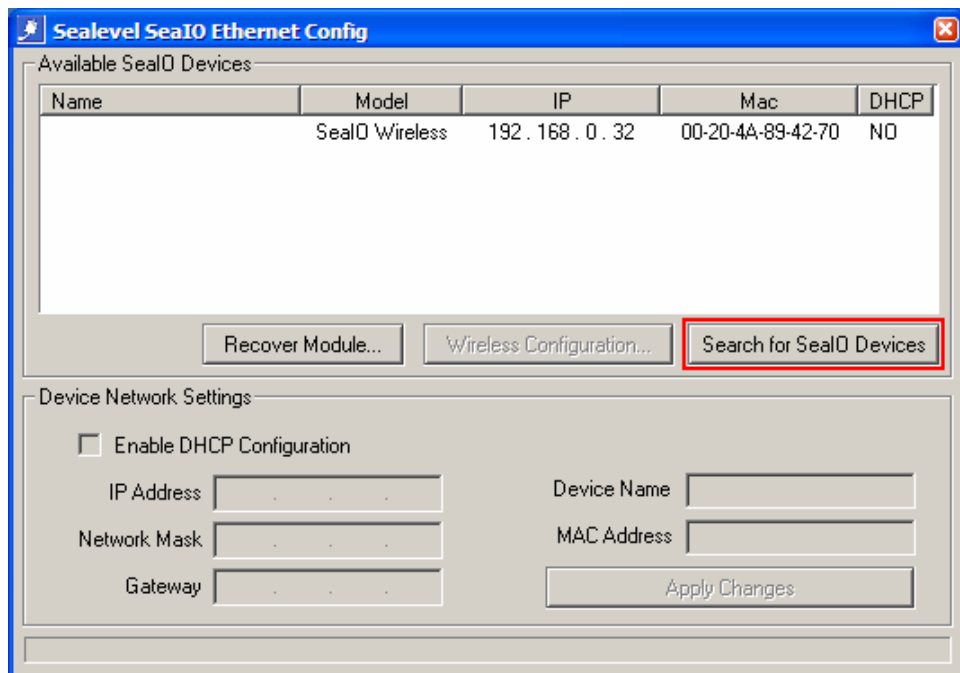 Sealevel SeaIO Ethernet Config
Available SeaIO Devices
Name Model IP Mac DHCP
SeaIO Wireless 192 . 168 . 0 . 32 00-20-4A-89-42-70 NO
Recover Module... Wireless Configuration... Search for SeaIO Devices
Device Network Settings
Enable DHCP Configuration
IP Address . . . Device Name
Network Mask . . . MAC Address
Gateway . . . Apply Changes